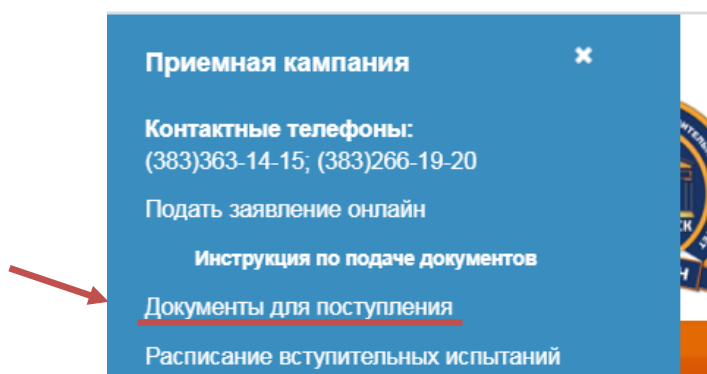 Приемная кампания
Контактные телефоны:
(383)363-14-15; (383)266-19-20
Подать заявление онлайн
Инструкция по подаче документов
Документы для поступления
Расписание вступительных испытаний